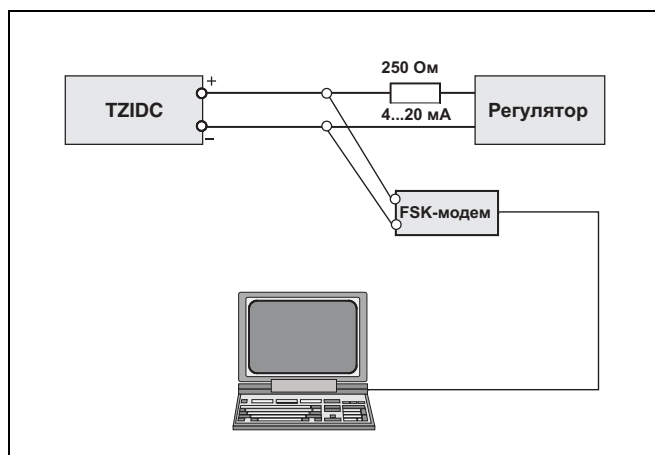 250 Ом
+
TZIDC
4...20 мА
Регулятор
–
FSK-модем